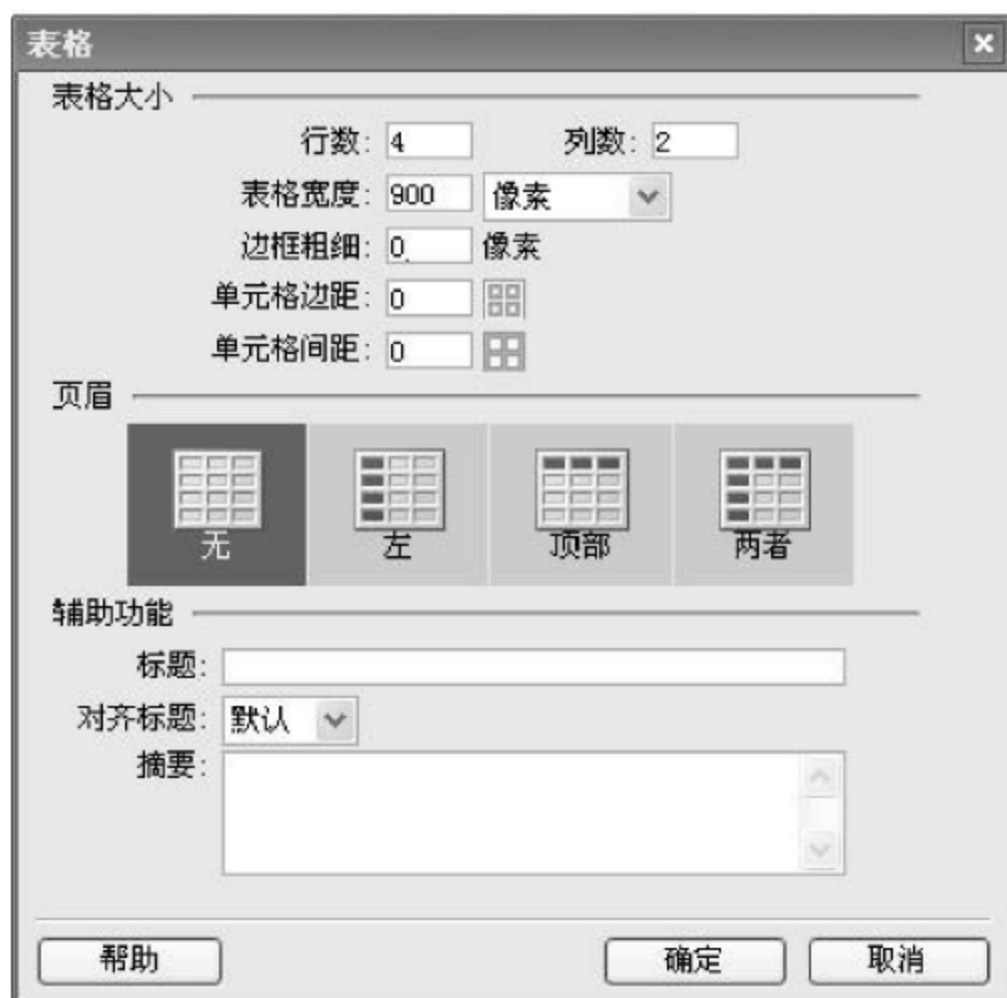 表格
表格大小
行数: 4 列数: 2
表格宽度: 900 像素
边框粗细: 0 像素
单元格边距: 0
单元格间距: 0
页眉
无 左 顶部 两者
辅助功能
标题:
对齐标题: 默认
摘要:
帮助 确定 取消